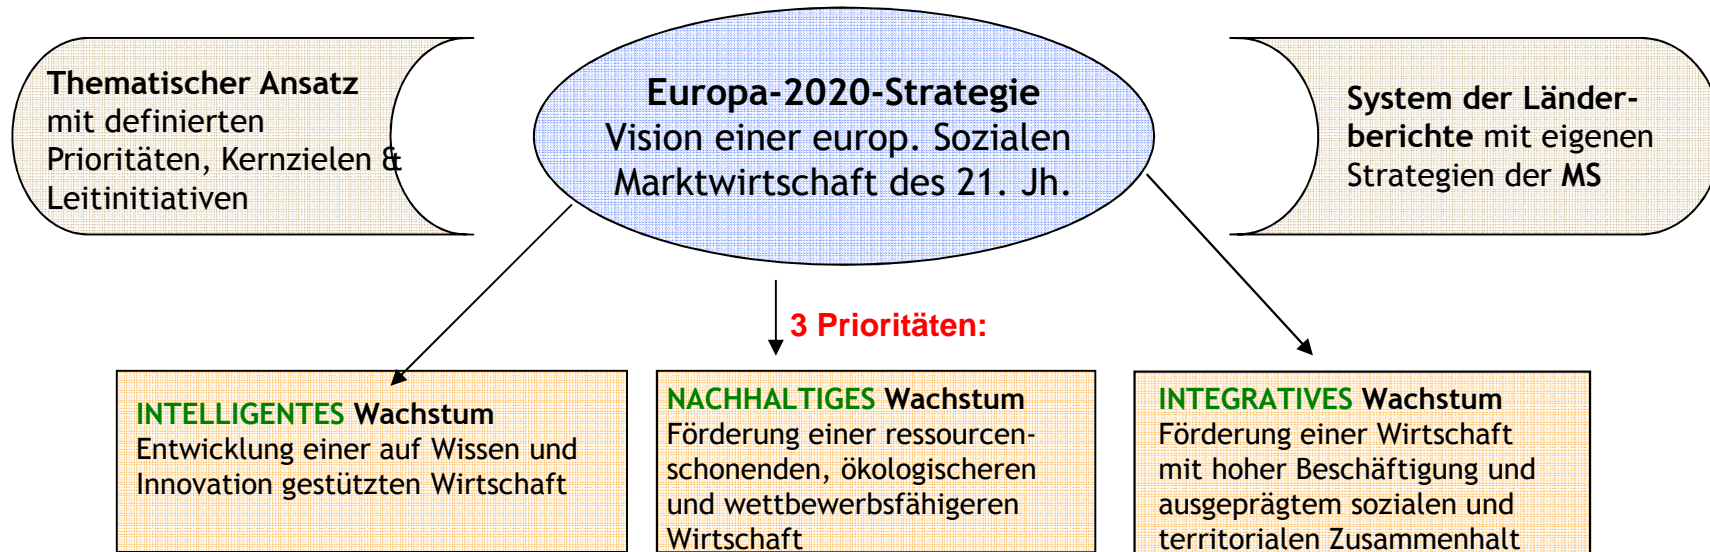 Thematischer Ansatz
mit definierten
Prioritäten, Kernzielen &
Leitinitiativen
Europa-2020-Strategie
Vision einer europ. Sozialen
Marktwirtschaft des 21. Jh.
System der Länder-
berichte mit eigenen
Strategien der MS
3 Prioritäten:
INTELLIGENTES Wachstum
Entwicklung einer auf Wissen und
Innovation gestützten Wirtschaft
NACHHALTIGES Wachstum
Förderung einer ressourcen-
schonenden, ökologischeren
und wettbewerbsfähigeren
Wirtschaft
INTEGRATIVES Wachstum
Förderung einer Wirtschaft
mit hoher Beschäftigung und
ausgeprägtem sozialen und
territorialen Zusammenhalt